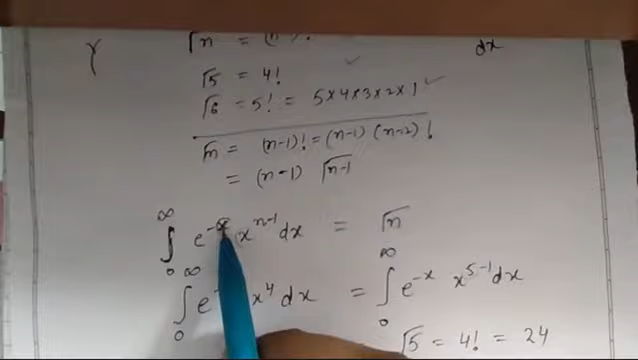 γ
Γn = (n-1)!
dx
Γ5 = 4! ✓
Γ6 = 5! = 5×4×3×2×1 ✓
Γn = (n-1)! = (n-1) (n-2)!
= (n-1) Γn-1
∫₀^∞ e^-x x^n-1 dx = Γn
∫₀^∞ e^- x^4 dx = ∫₀^∞ e^-x x^5-1 dx
Γ5 = 4! = 24